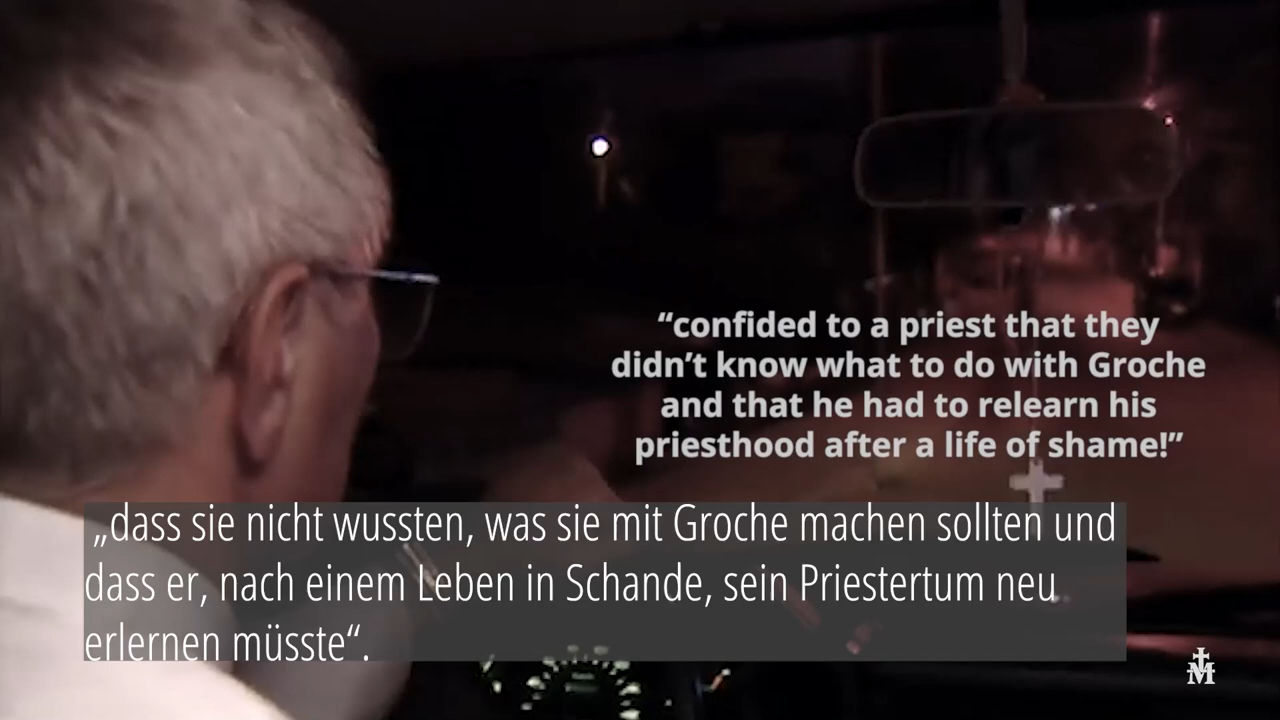 “confided to a priest that they
didn’t know what to do with Groche
and that he had to relearn his
priesthood after a life of shame!”
„dass sie nicht wussten, was sie mit Groche machen sollten und
dass er, nach einem Leben in Schande, sein Priestertum neu
erlernen müsste“.